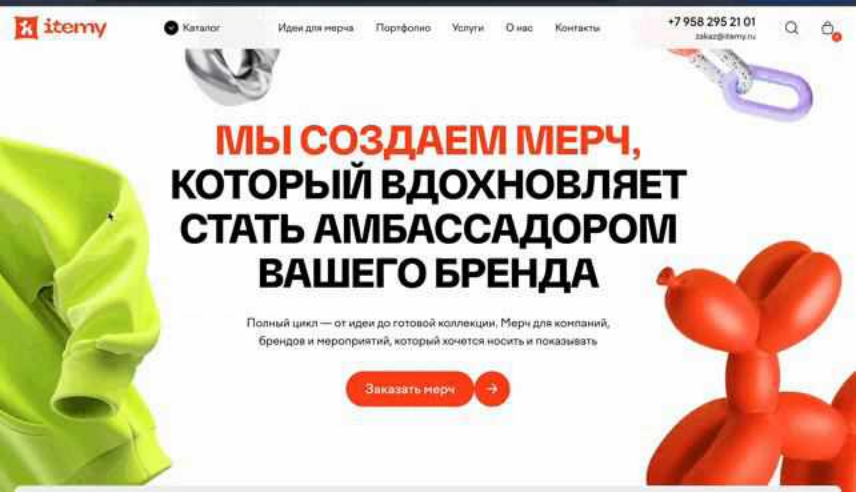 itemy
Каталог
Идеи для мерча
Портфолио
Услуги
О нас
Контакты
+7 958 295 21 01
zakaz@itemy.ru
МЫ СОЗДАЕМ МЕРЧ,
КОТОРЫЙ ВДОХНОВЛЯЕТ
СТАТЬ АМБАССАДОРОМ
ВАШЕГО БРЕНДА
Полный цикл — от идеи до готовой коллекции. Мерч для компаний,
брендов и мероприятий, который хочется носить и показывать
Заказать мерч